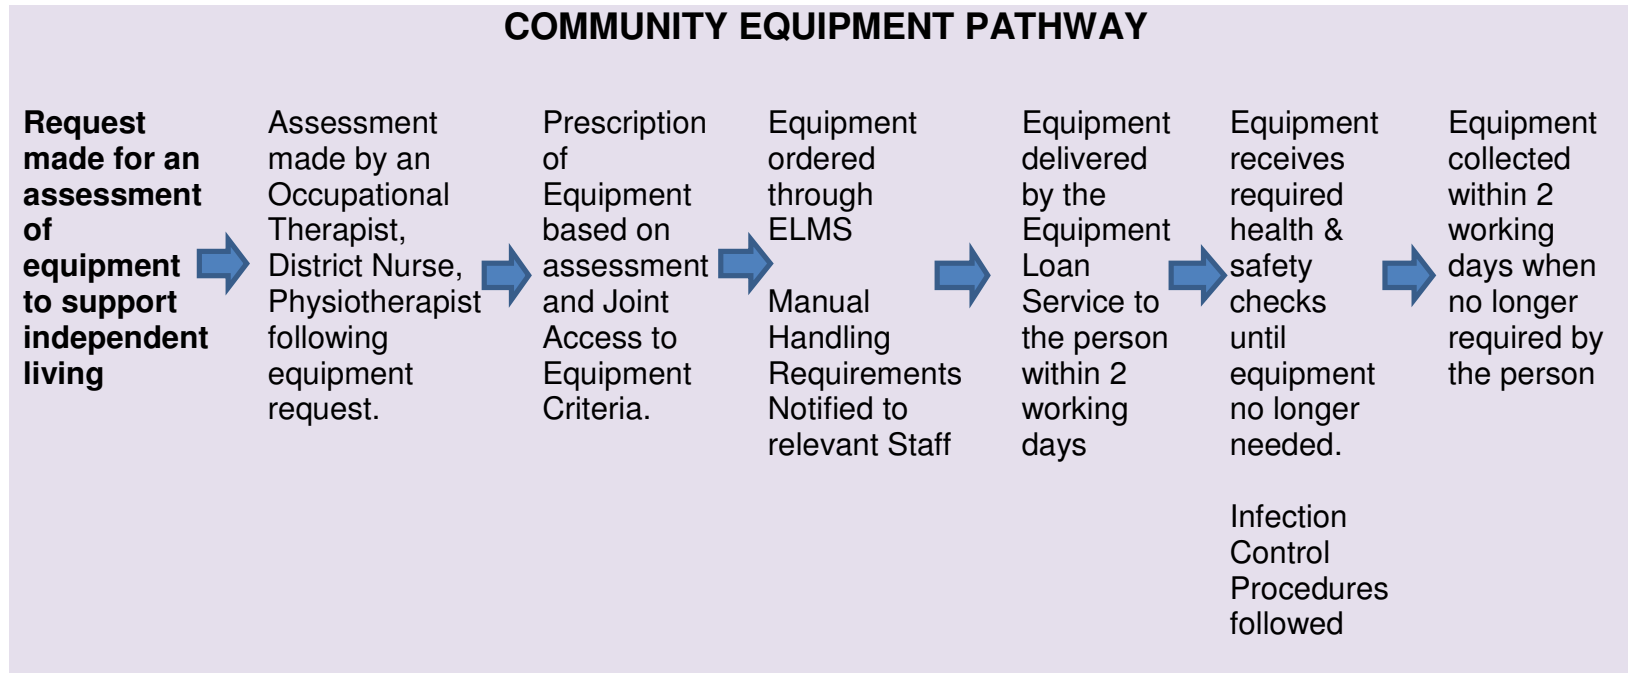 COMMUNITY EQUIPMENT PATHWAY
Request
made for an
assessment
of
equipment
to support
independent
living
Assessment
made by an
Occupational
Therapist,
District Nurse,
Physiotherapist
following
equipment
request.
Prescription
of
Equipment
based on
assessment
and Joint
Access to
Equipment
Criteria.
Equipment
ordered
through
ELMS
Manual
Handling
Requirements
Notified to
relevant Staff
Equipment
delivered
by the
Equipment
Loan
Service to
the person
within 2
working
days
Equipment
receives
required
health &
safety
checks
until
equipment
no longer
needed.
Infection
Control
Procedures
followed
Equipment
collected
within 2
working
days when
no longer
required by
the person